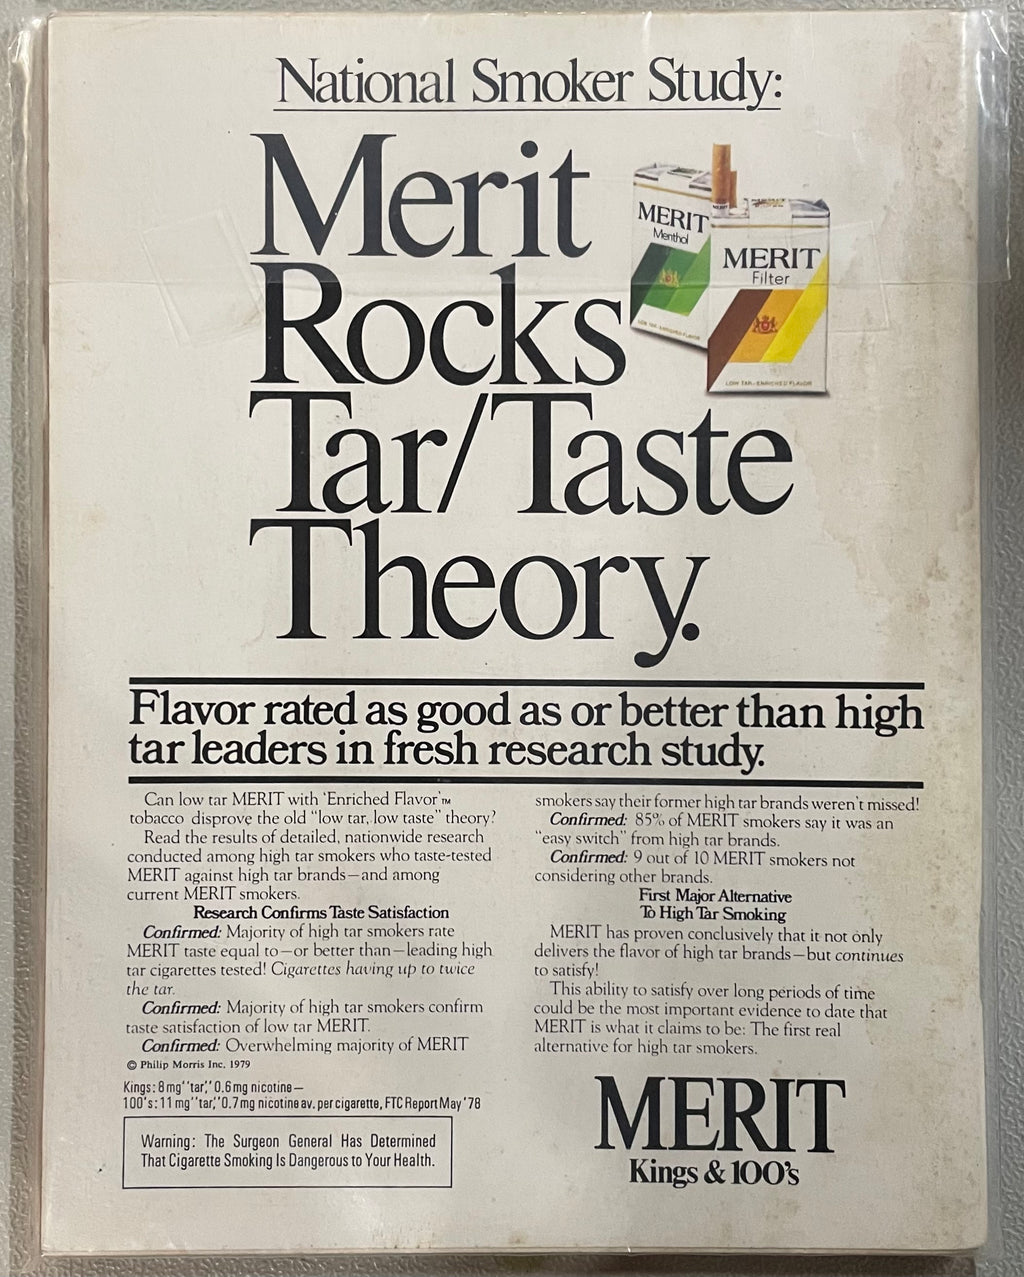 National Smoker Study:
Merit
Rocks
Tar/Taste
Theory.
MERIT
Menthol
LOW TAR-ENRICHED FLAVOR
MERIT
Filter
LOW TAR-ENRICHED FLAVOR
Flavor rated as good as or better than high
tar leaders in fresh research study.
Can low tar MERIT with 'Enriched Flavor'™
tobacco disprove the old "low tar, low taste" theory?
Read the results of detailed, nationwide research
conducted among high tar smokers who taste-tested
MERIT against high tar brands—and among
current MERIT smokers.
Research Confirms Taste Satisfaction
Confirmed: Majority of high tar smokers rate
MERIT taste equal to—or better than—leading high
tar cigarettes tested! Cigarettes having up to twice
the tar.
Confirmed: Majority of high tar smokers confirm
taste satisfaction of low tar MERIT.
Confirmed: Overwhelming majority of MERIT
© Philip Morris Inc. 1979
Kings: 8 mg "tar," 0.6 mg nicotine—
100's: 11 mg "tar," 0.7 mg nicotine av. per cigarette, FTC Report May '78
Warning: The Surgeon General Has Determined
That Cigarette Smoking Is Dangerous to Your Health.
smokers say their former high tar brands weren't missed!
Confirmed: 85% of MERIT smokers say it was an
"easy switch" from high tar brands.
Confirmed: 9 out of 10 MERIT smokers not
considering other brands.
First Major Alternative
To High Tar Smoking
MERIT has proven conclusively that it not only
delivers the flavor of high tar brands—but continues
to satisfy!
This ability to satisfy over long periods of time
could be the most important evidence to date that
MERIT is what it claims to be: The first real
alternative for high tar smokers.
MERIT
Kings & 100's